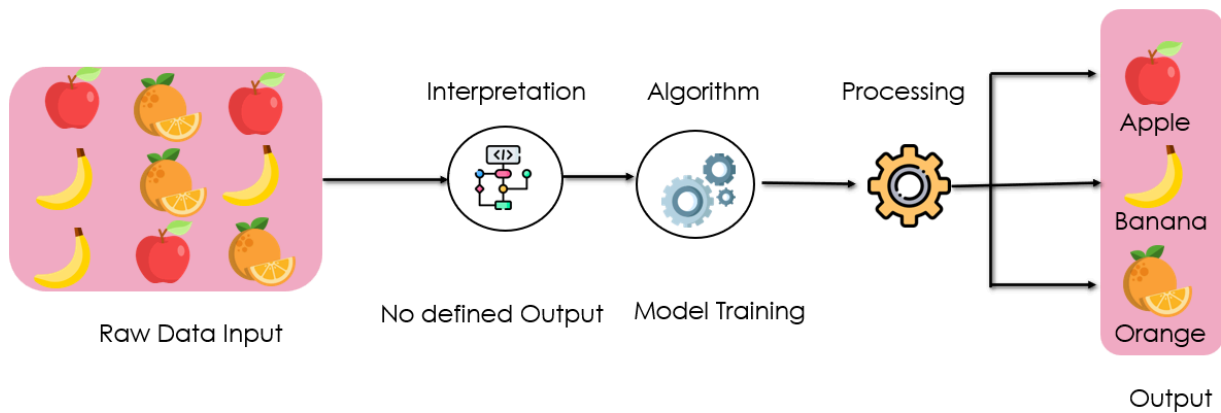 Interpretation
Algorithm
Processing
</>
Apple
Banana
Orange
Raw Data Input
No defined Output
Model Training
Output